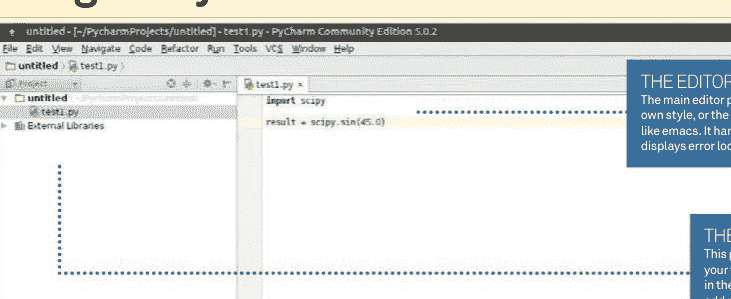 untitled - [~/PycharmProjects/untitled] - test1.py - PyCharm Community Edition 5.0.2
File Edit View Navigate Code Refactor Run Tools VCS Window Help
untitled test1.py
Project
test1.py ×
untitled
test1.py
External Libraries
import scipy
result = scipy.sin(45.0)
THE EDITOR
The main editor
own style, or the
like emacs. It
displays error
THE
This
your
in the